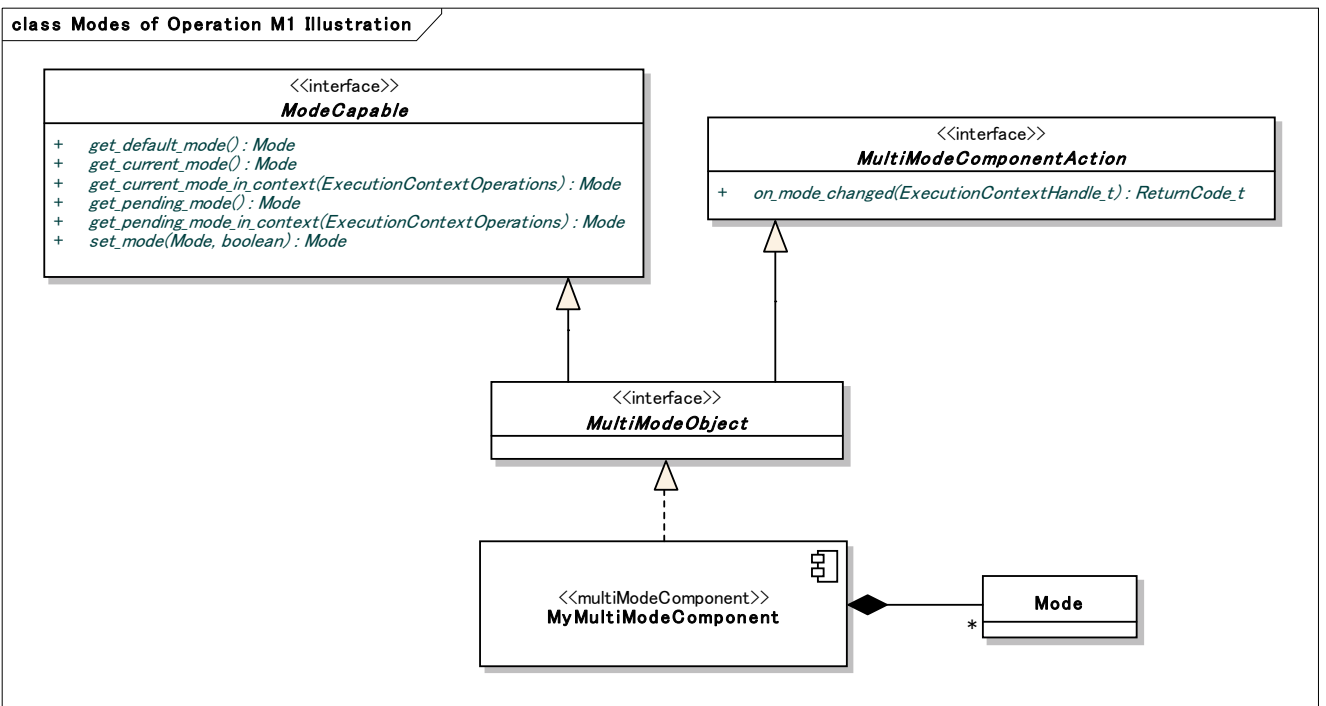 class Modes of Operation M1 Illustration
<<interface>>
ModeCapable
+ get_default_mode() : Mode
+ get_current_mode() : Mode
+ get_current_mode_in_context(ExecutionContextOperations) : Mode
+ get_pending_mode() : Mode
+ get_pending_mode_in_context(ExecutionContextOperations) : Mode
+ set_mode(Mode, boolean) : Mode
<<interface>>
MultiModeComponentAction
+ on_mode_changed(ExecutionContextHandle_t) : ReturnCode_t
<<interface>>
MultiModeObject
<<multiModeComponent>>
MyMultiModeComponent
Mode
*